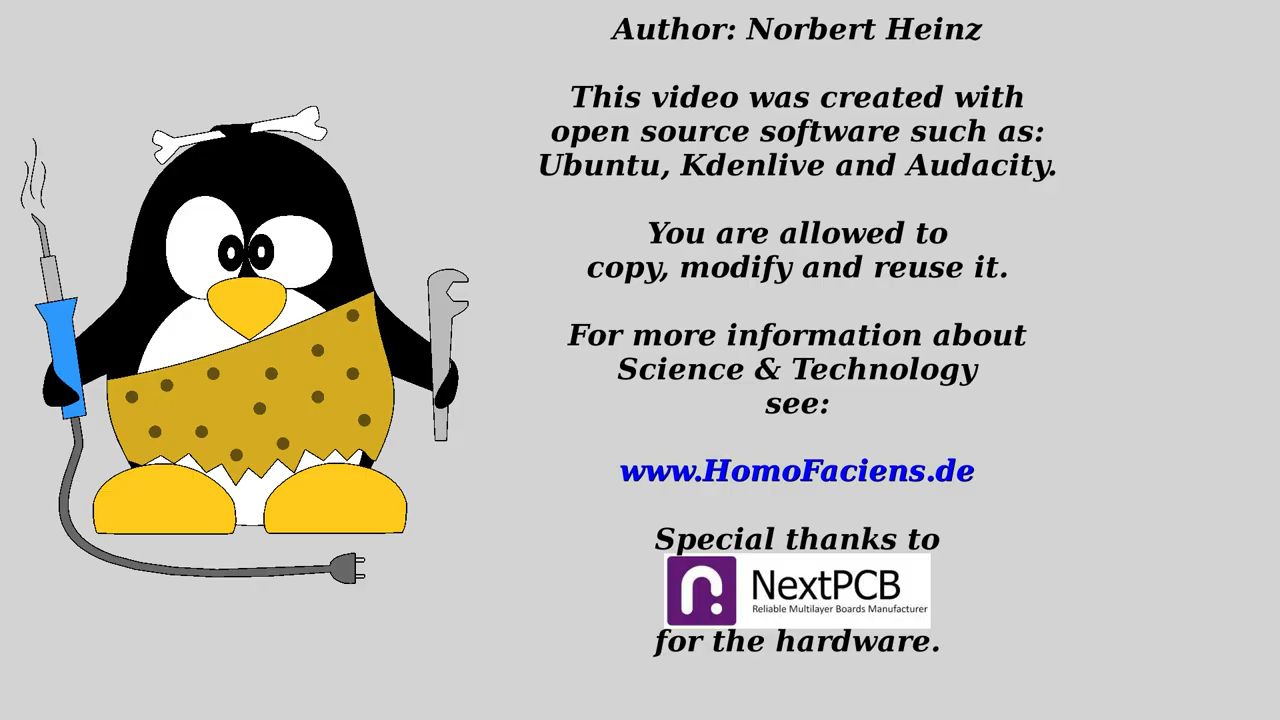 Author: Norbert Heinz
This video was created with
open source software such as:
Ubuntu, Kdenlive and Audacity.
You are allowed to
copy, modify and reuse it.
For more information about
Science & Technology
see:
www.HomoFaciens.de
Special thanks to
NextPCB
Reliable Multilayer Boards Manufacturer
for the hardware.